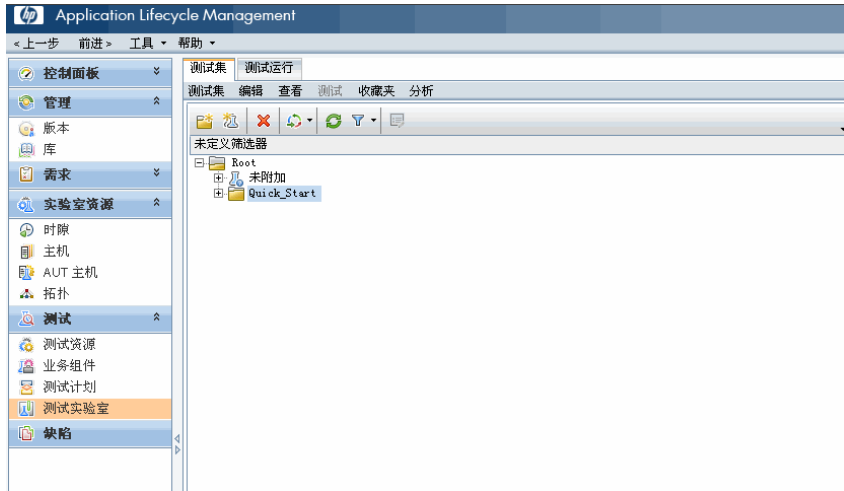 hp Application Lifecycle Management
«上一步 前进» 工具 帮助
控制面板
管理
版本
库
需求
实验室资源
时隙
主机
AUT 主机
拓扑
测试
测试资源
业务组件
测试计划
测试实验室
缺陷
测试集 测试运行
测试集 编辑 查看 测试 收藏夹 分析
未定义筛选器
Root
未附加
Quick_Start